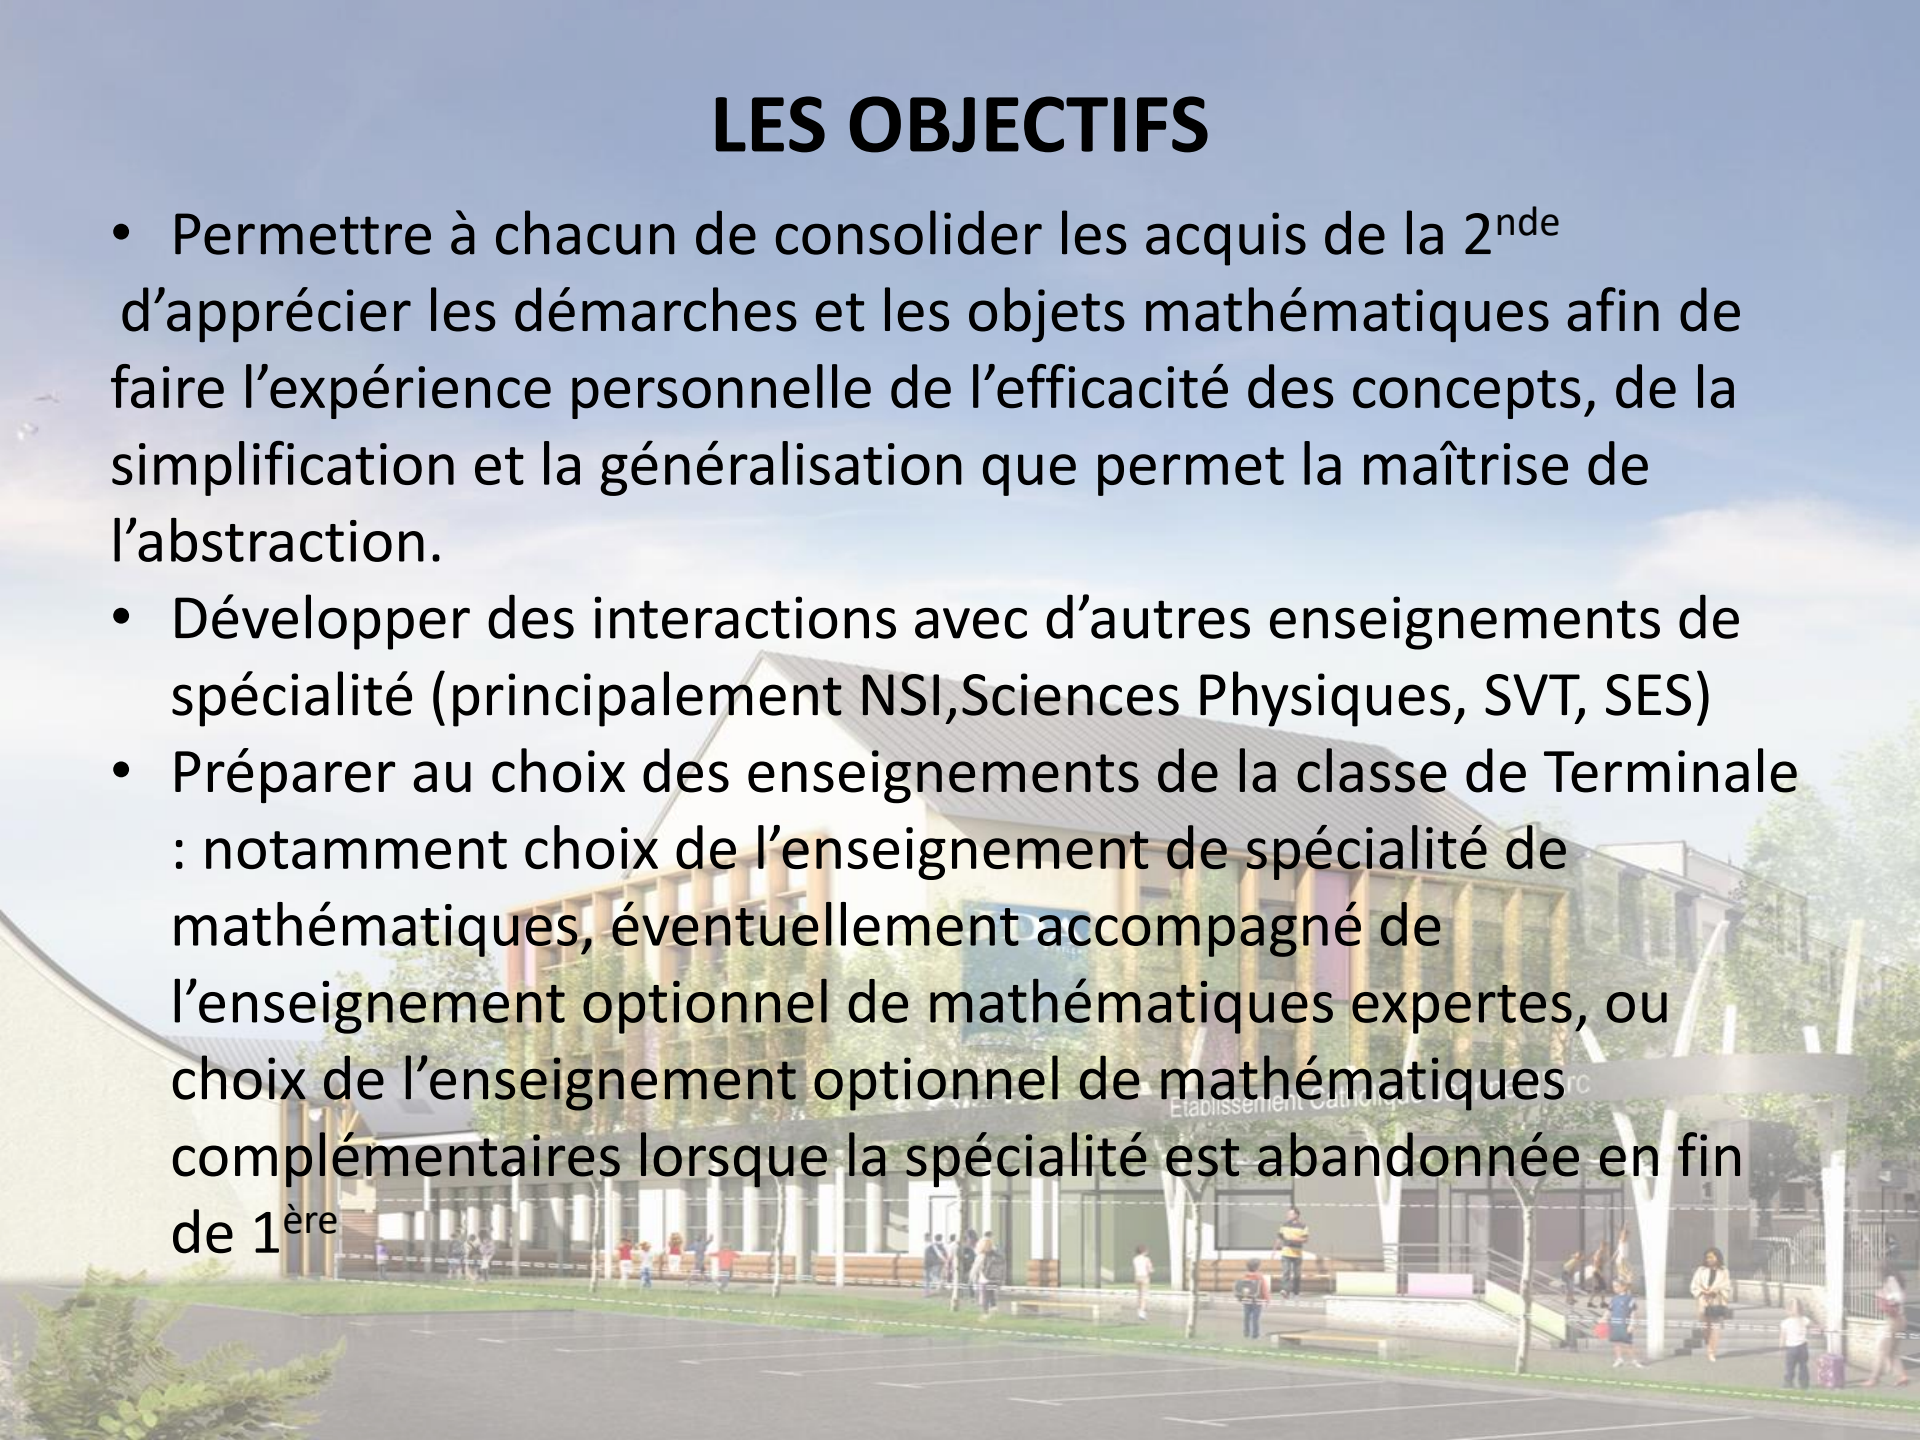 LES OBJECTIFS
• Permettre à chacun de consolider les acquis de la 2nde
d’apprécier les démarches et les objets mathématiques afin de
faire l’expérience personnelle de l’efficacité des concepts, de la
simplification et la généralisation que permet la maîtrise de
l’abstraction.
• Développer des interactions avec d’autres enseignements de
spécialité (principalement NSI,Sciences Physiques, SVT, SES)
• Préparer au choix des enseignements de la classe de Terminale
: notamment choix de l’enseignement de spécialité de
mathématiques, éventuellement accompagné de
l’enseignement optionnel de mathématiques expertes, ou
choix de l’enseignement optionnel de mathématiques
Etablissement Catholique
complémentaires lorsque la spécialité est abandonnée en fin
de 1ère